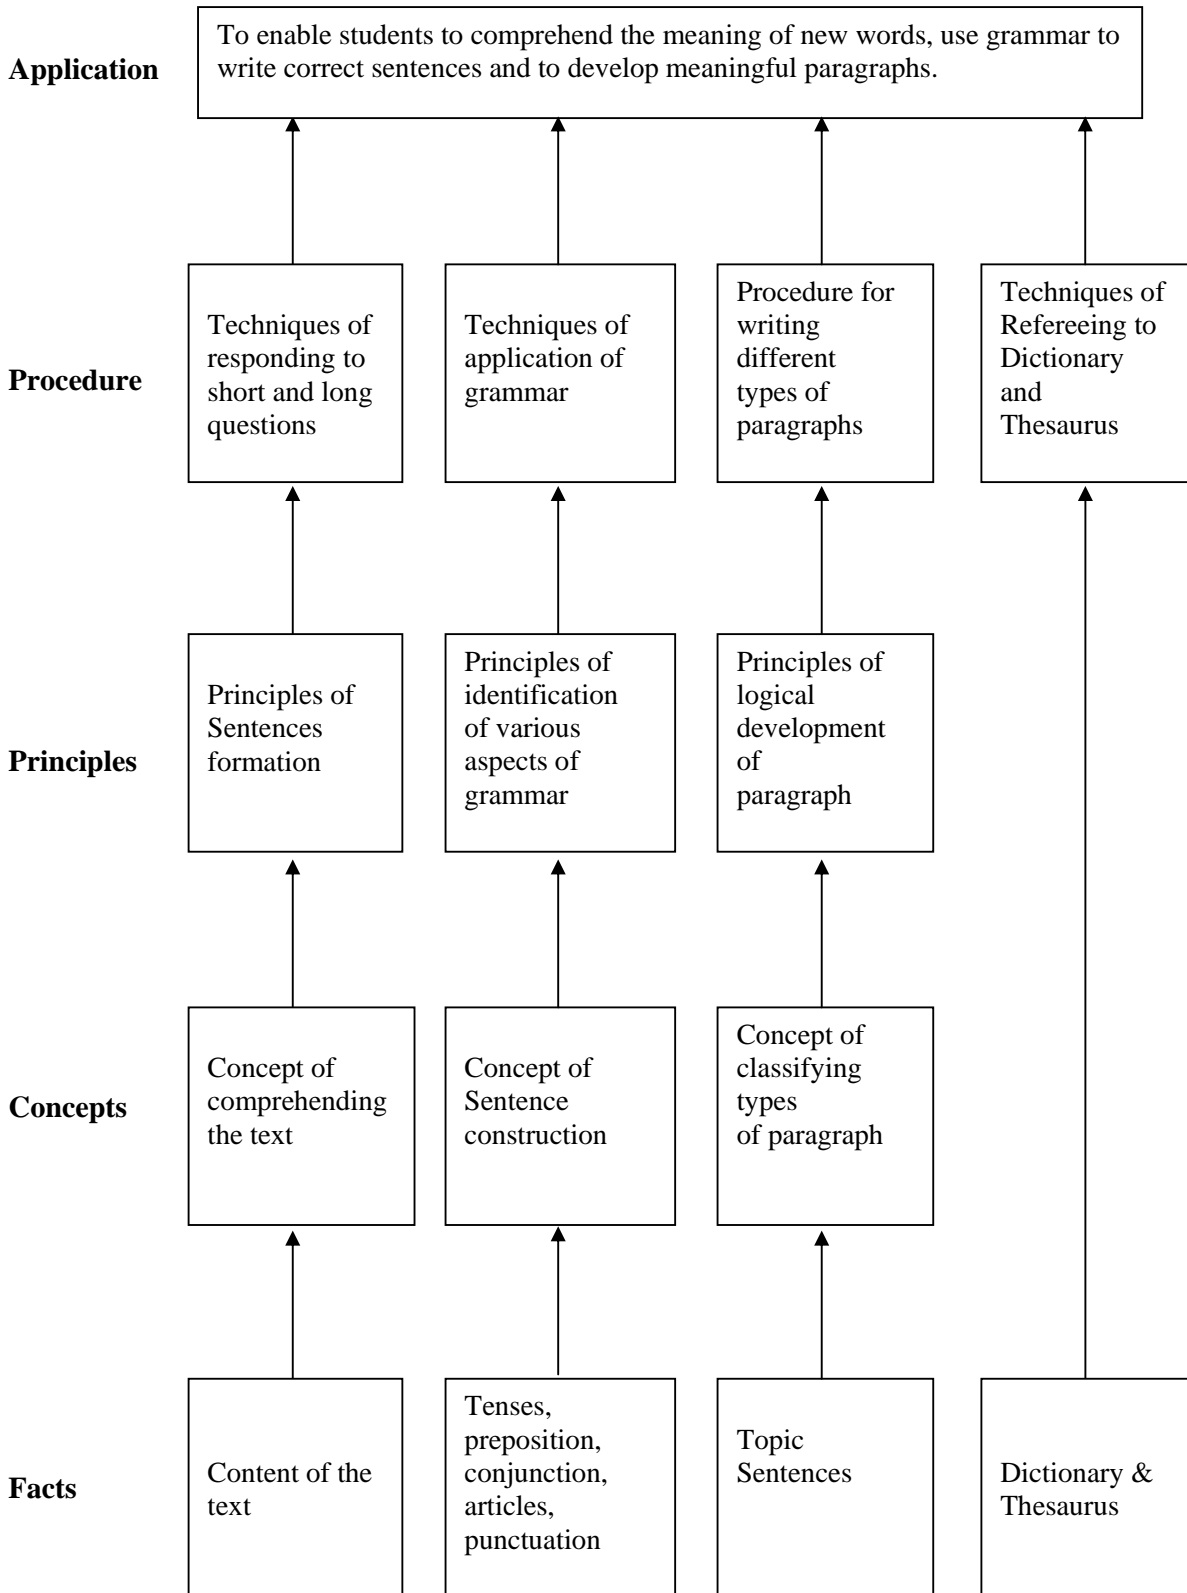 Application
To enable students to comprehend the meaning of new words, use grammar to
write correct sentences and to develop meaningful paragraphs.
Procedure
Techniques of
responding to
short and long
questions
Techniques of
application of
grammar
Procedure for
writing
different
types of
paragraphs
Techniques of
Refereeing to
Dictionary
and
Thesaurus
Principles
Principles of
Sentences
formation
Principles of
identification
of various
aspects of
grammar
Principles of
logical
development
of
paragraph
Concepts
Concept of
comprehending
the text
Concept of
Sentence
construction
Concept of
classifying
types
of paragraph
Facts
Content of the
text
Tenses,
preposition,
conjunction,
articles,
punctuation
Topic
Sentences
Dictionary &
Thesaurus